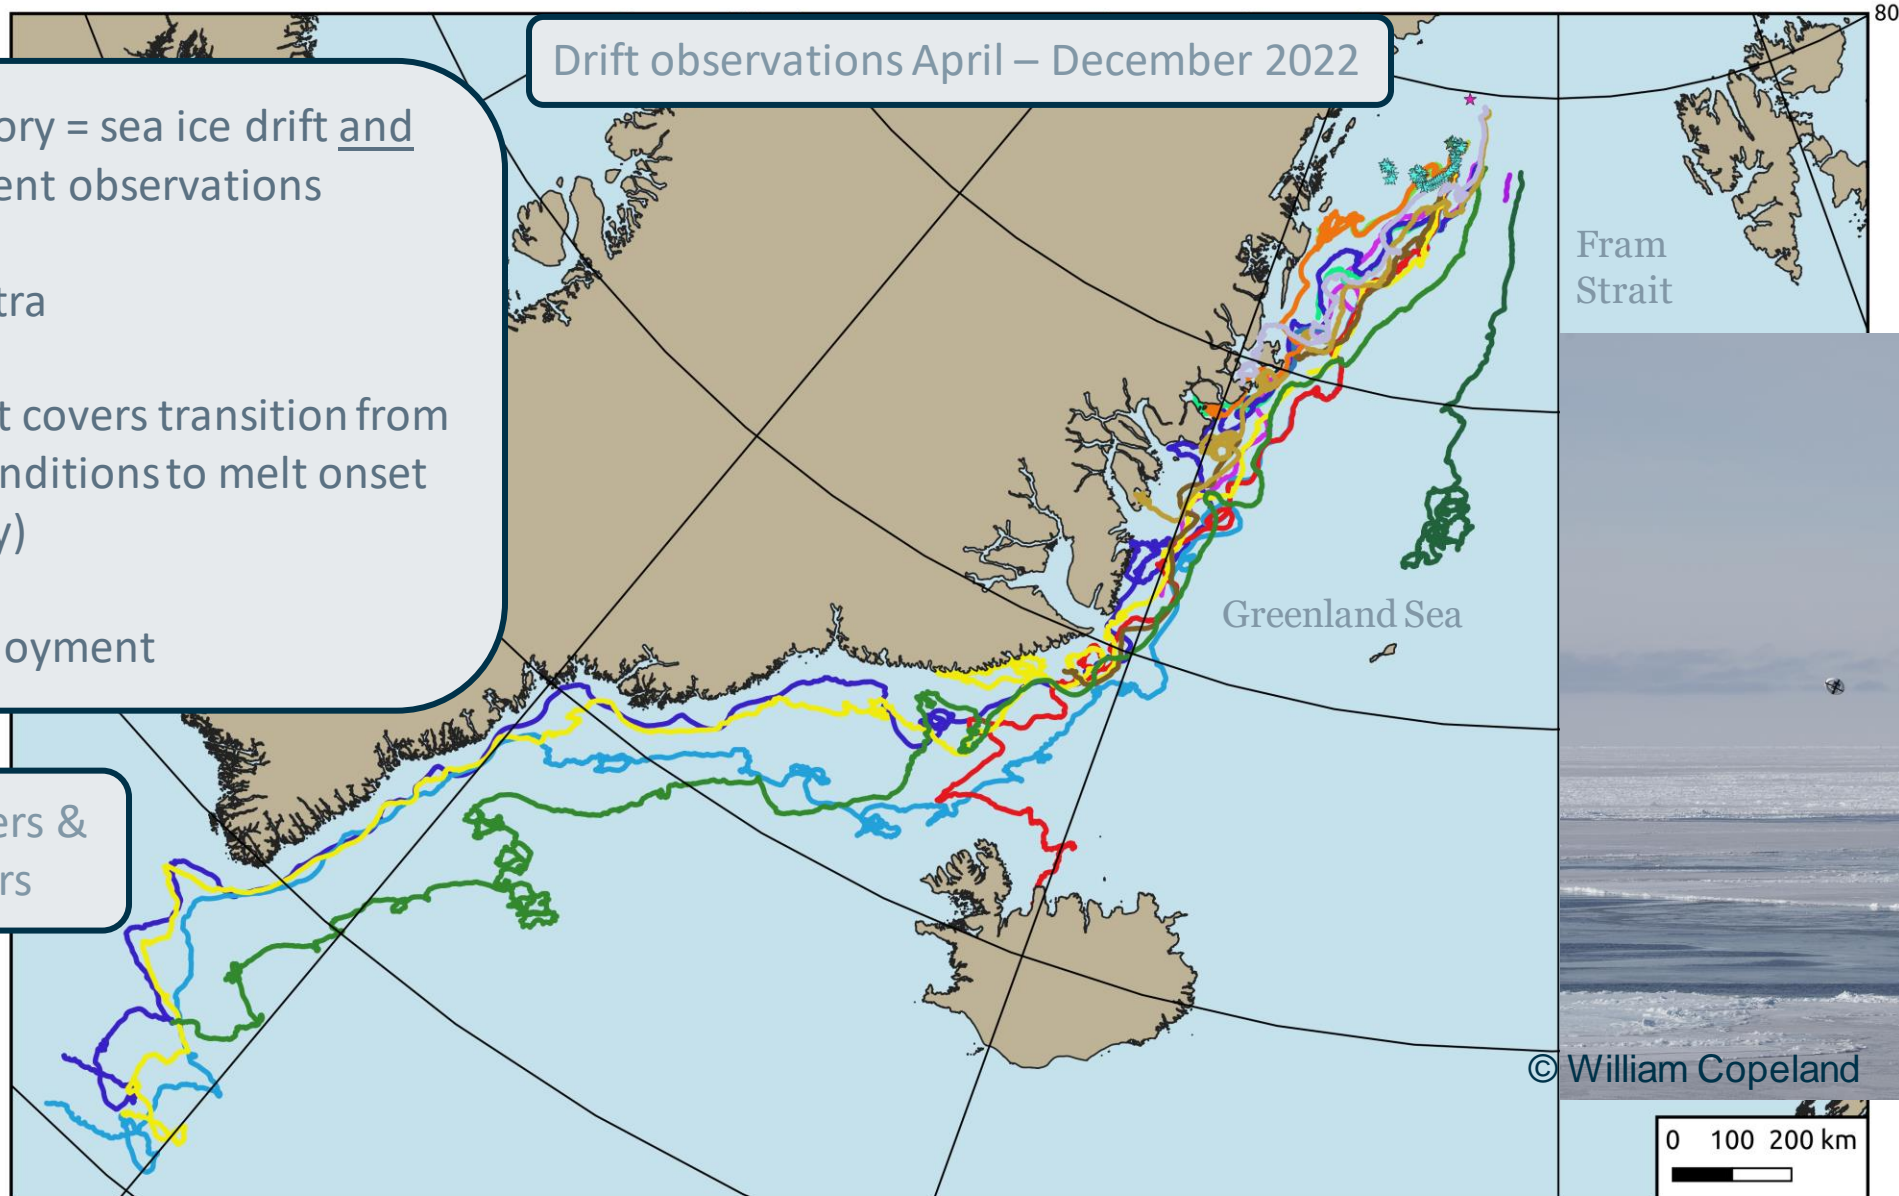 80
Drift observations April – December 2022
ory = sea ice drift and
ent observations
tra
t covers transition from
nditions to melt onset
y)
oyment
Fram
Strait
Greenland Sea
ers &
rs
© William Copeland
0 100 200 km